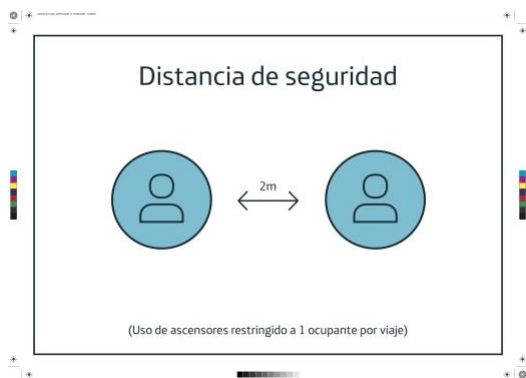 Distancia de seguridad
2m
(Uso de ascensores restringido a 1 ocupante por viaje)